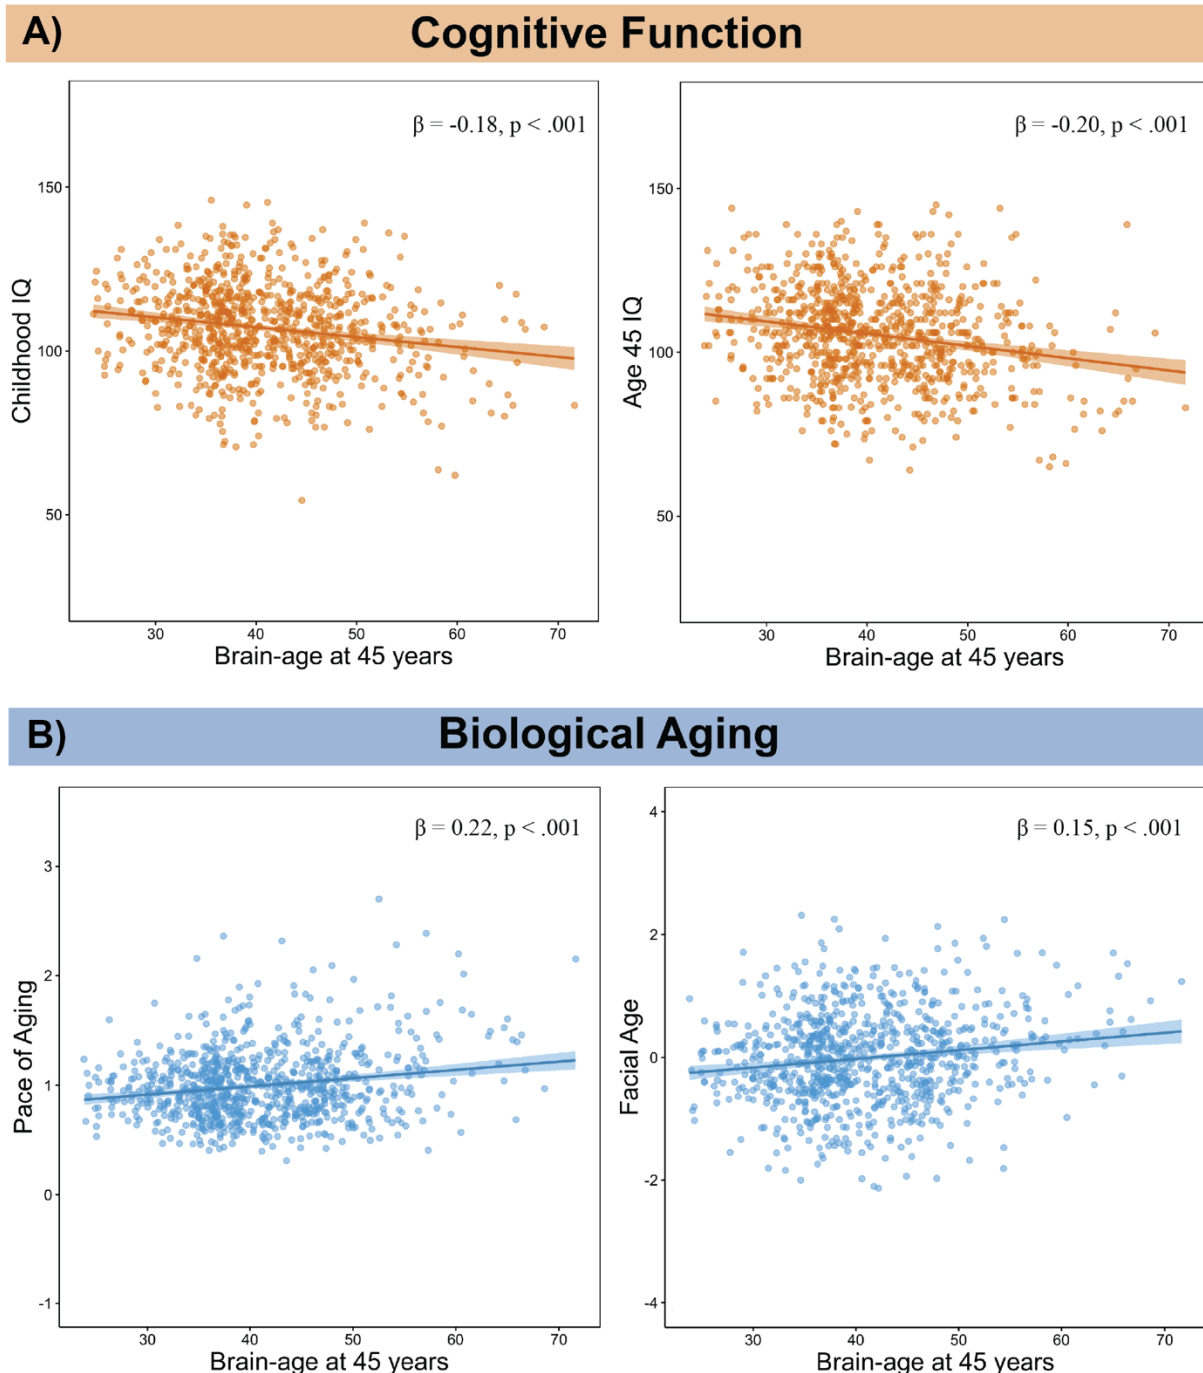 A)
Cognitive Function
β = -0.18, p < .001
150
100
50
Childhood IQ
30 40 50 60 70
Brain-age at 45 years
β = -0.20, p < .001
150
100
50
Age 45 IQ
30 40 50 60 70
Brain-age at 45 years
B)
Biological Aging
β = 0.22, p < .001
3
2
1
0
-1
Pace of Aging
30 40 50 60 70
Brain-age at 45 years
β = 0.15, p < .001
4
2
0
-2
-4
Facial Age
30 40 50 60 70
Brain-age at 45 years